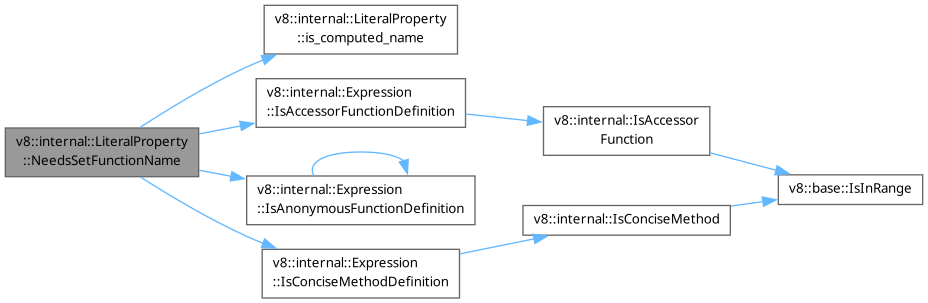 v8::internal::LiteralProperty
::is_computed_name
v8::internal::Expression
::IsAccessorFunctionDefinition
v8::internal::IsAccessor
Function
v8::internal::LiteralProperty
::NeedsSetFunctionName
v8::internal::Expression
::IsAnonymousFunctionDefinition
v8::base::IsInRange
v8::internal::IsConciseMethod
v8::internal::Expression
::IsConciseMethodDefinition